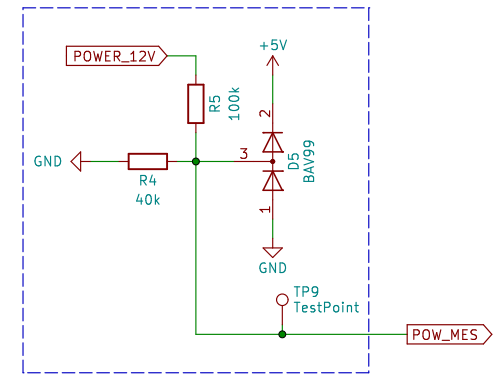 +5V
POWER_12V
R5
100k
2
GND
3
D5
BAV99
R4
40k
1
GND
TP9
TestPoint
POW_MES